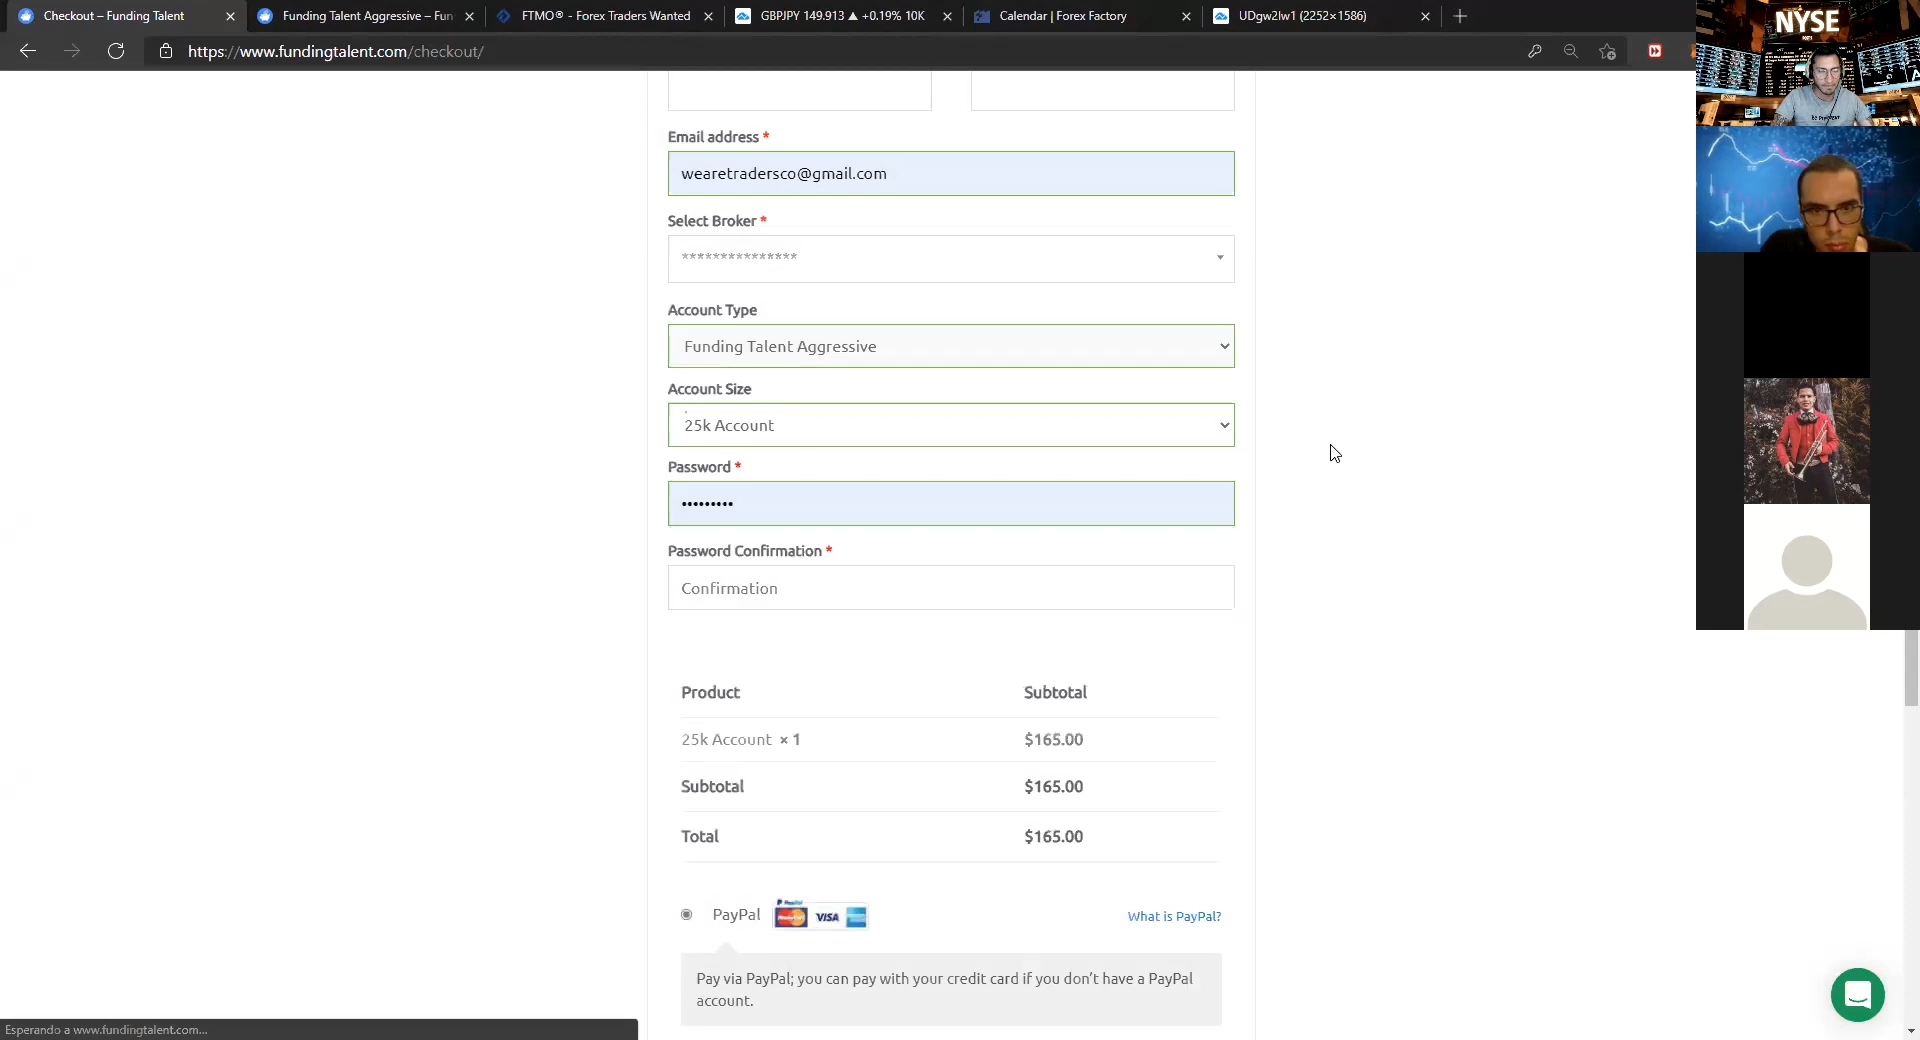 Checkout – Funding Talent
Funding Talent Aggressive – Fun
FTMO® - Forex Traders Wanted
GBPJPY 149.913 ▲ +0.19% 10K
Calendar | Forex Factory
UDgw2lw1 (2252×1586)
https://www.fundingtalent.com/checkout/
NYSE
Email address *
wearetradersco@gmail.com
Select Broker *
***************
Account Type
Funding Talent Aggressive
Account Size
25k Account
Password *
•••••••••
Password Confirmation *
Confirmation
Product Subtotal
25k Account × 1 $165.00
Subtotal $165.00
Total $165.00
PayPal PayPal MasterCard VISA What is PayPal?
Pay via PayPal; you can pay with your credit card if you don’t have a PayPal
account.
Esperando a www.fundingtalent.com...